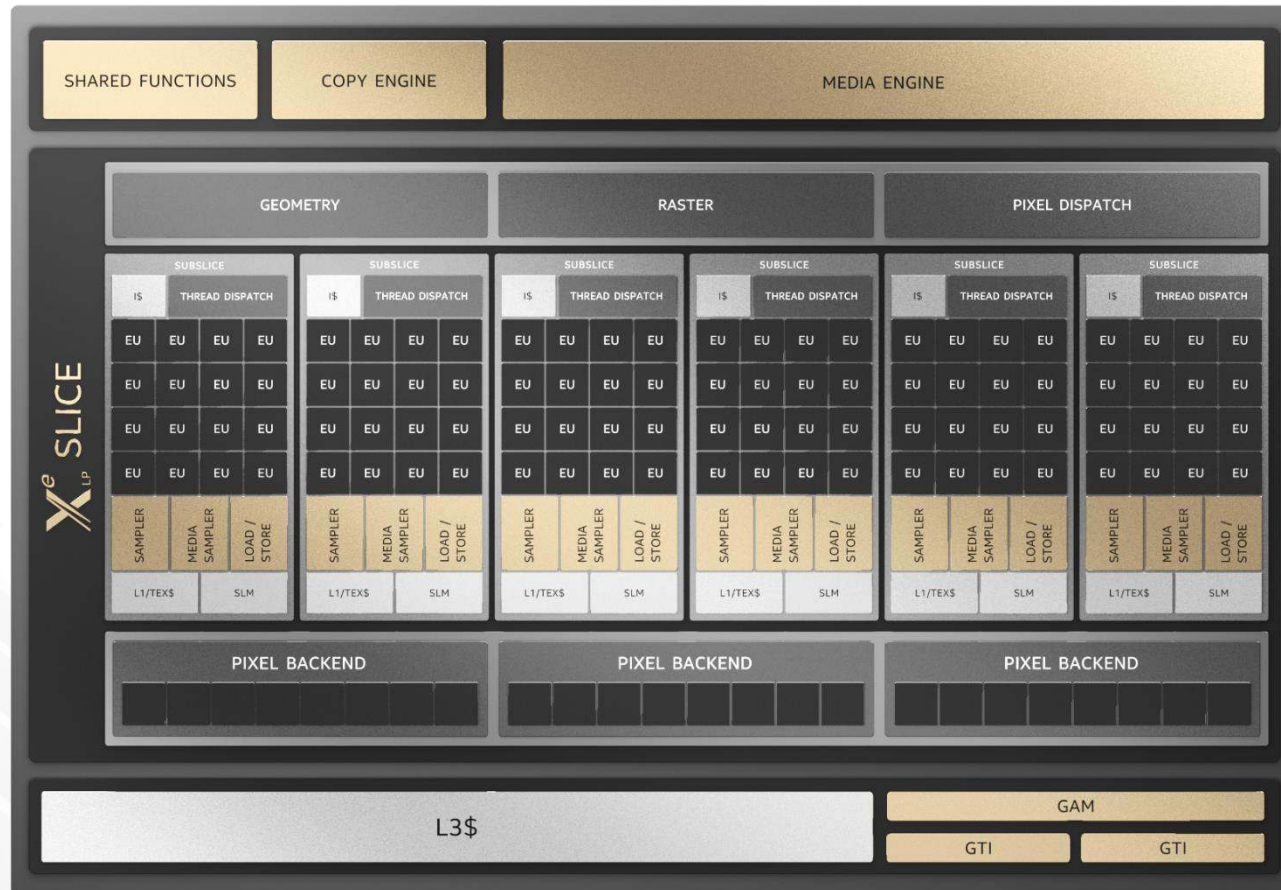 SHARED FUNCTIONS COPY ENGINE MEDIA ENGINE
GEOMETRY RASTER PIXEL DISPATCH
SUBSLICE SUBSLICE SUBSLICE SUBSLICE SUBSLICE SUBSLICE
I$ THREAD DISPATCH I$ THREAD DISPATCH I$ THREAD DISPATCH I$ THREAD DISPATCH I$ THREAD DISPATCH I$ THREAD DISPATCH
EU EU EU EU EU EU EU EU EU EU EU EU EU EU EU EU EU EU EU EU EU EU EU EU
EU EU EU EU EU EU EU EU EU EU EU EU EU EU EU EU EU EU EU EU EU EU EU EU
EU EU EU EU EU EU EU EU EU EU EU EU EU EU EU EU EU EU EU EU EU EU EU EU
EU EU EU EU EU EU EU EU EU EU EU EU EU EU EU EU EU EU EU EU EU EU EU EU
Xe LP SLICE
SAMPLER MEDIA SAMPLER LOAD / STORE SAMPLER MEDIA SAMPLER LOAD / STORE SAMPLER MEDIA SAMPLER LOAD / STORE SAMPLER MEDIA SAMPLER LOAD / STORE SAMPLER MEDIA SAMPLER LOAD / STORE SAMPLER MEDIA SAMPLER LOAD / STORE
L1/TEX$ SLM L1/TEX$ SLM L1/TEX$ SLM L1/TEX$ SLM L1/TEX$ SLM L1/TEX$ SLM
PIXEL BACKEND PIXEL BACKEND PIXEL BACKEND
L3$
GAM
GTI GTI